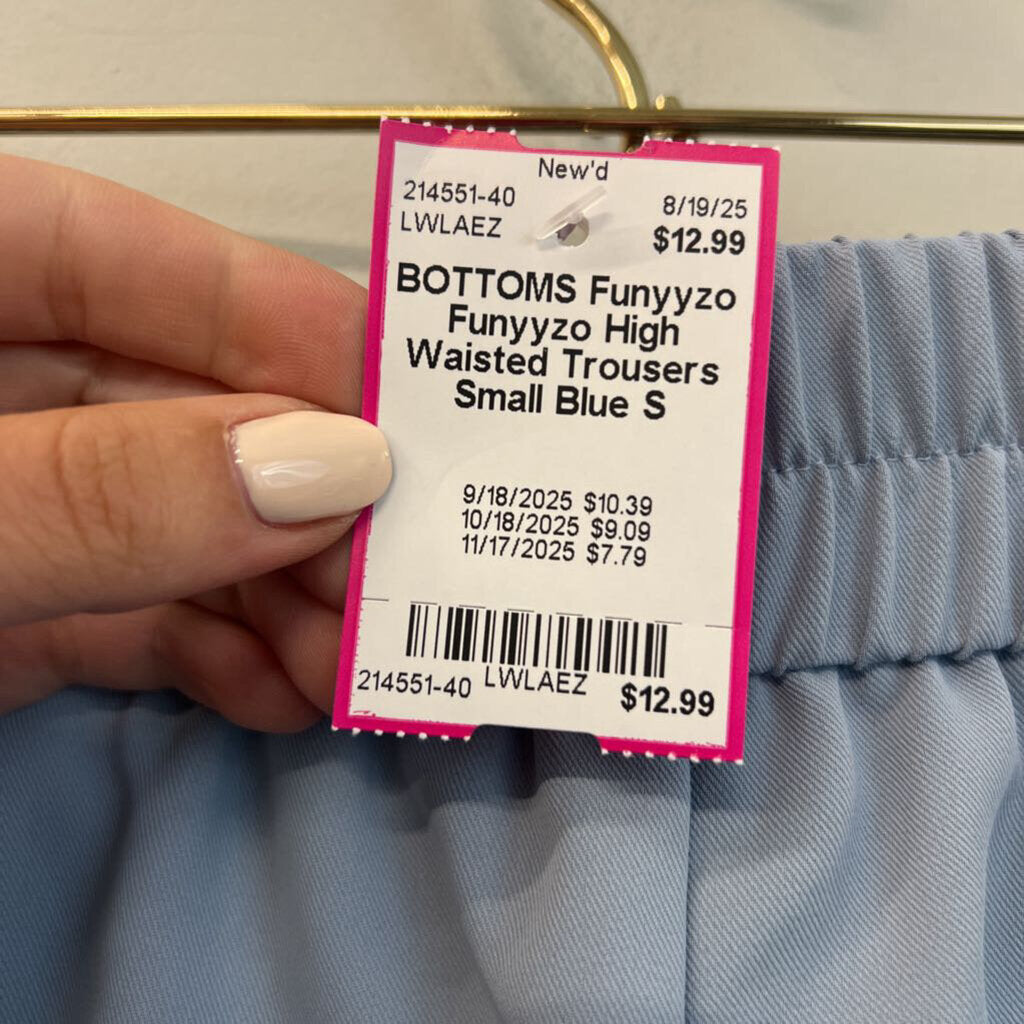 New'd
214551-40
8/19/25
LWLAEZ
$12.99
BOTTOMS Funyyzo
Funyyzo High
Waisted Trousers
Small Blue S
9/18/2025 $10.39
10/18/2025 $9.09
11/17/2025 $7.79
214551-40 LWLAEZ $12.99